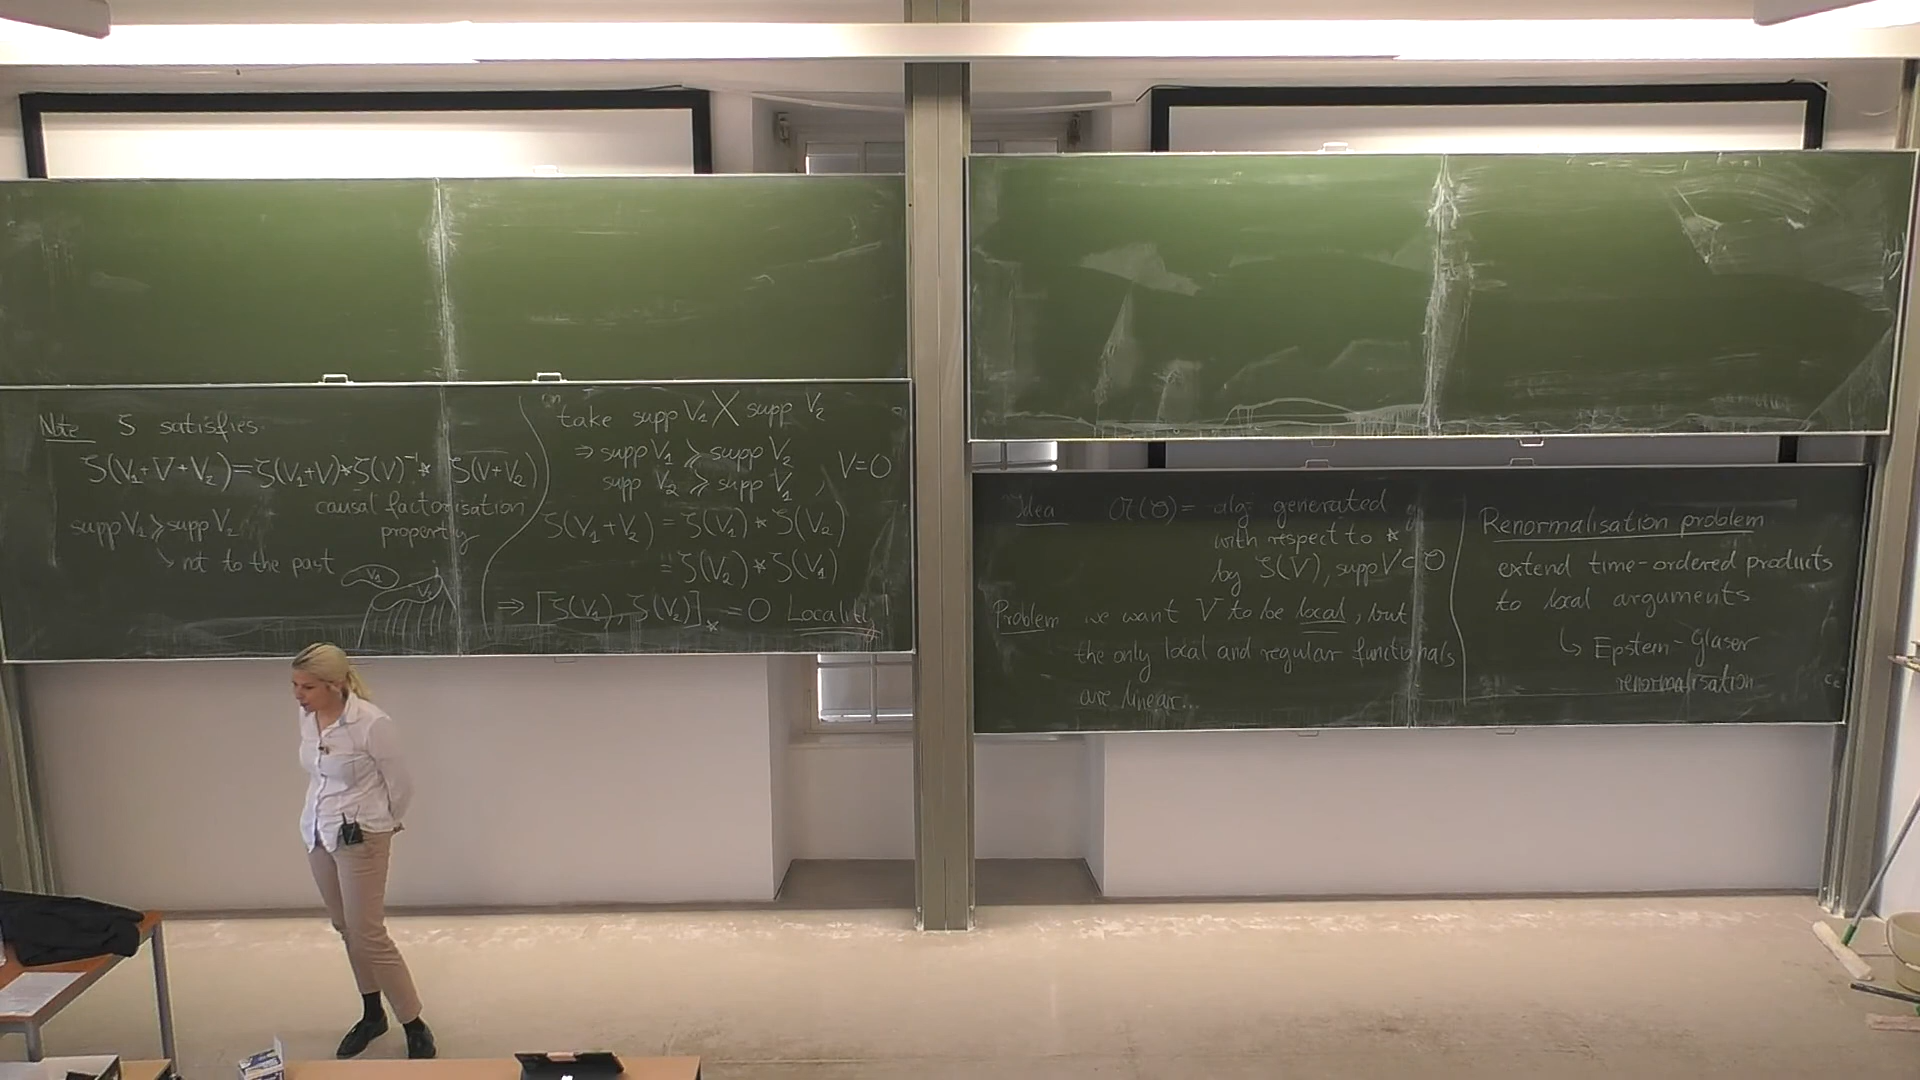 Note S satisfies
S(V₁+V+V₂)=S(V₁+V)⋆S(V)⁻¹⋆ S(V+V₂)
causal factorisation
supp V₁ ⩾ supp V₂
property
↳ not to the past
V₁
V₂
take supp V₁ X supp V₂
⇒ supp V₁ ⩾ supp V₂
supp V₂ ⩾ supp V₁ , V=0
S(V₁+V₂) = S(V₁) ⋆ S(V₂)
= S(V₂) ⋆ S(V₁)
⇒ [S(V₁), S(V₂)]⋆ = 0 Locality!
Idea 𝔄(O) = alg generated
with respect to ⋆
by S(V), supp V ⊂ O
Problem we want V to be local, but
the only local and regular functionals
are linear...
Renormalisation problem
extend time-ordered products
to local arguments
↳ Epstein-Glaser
renormalisation